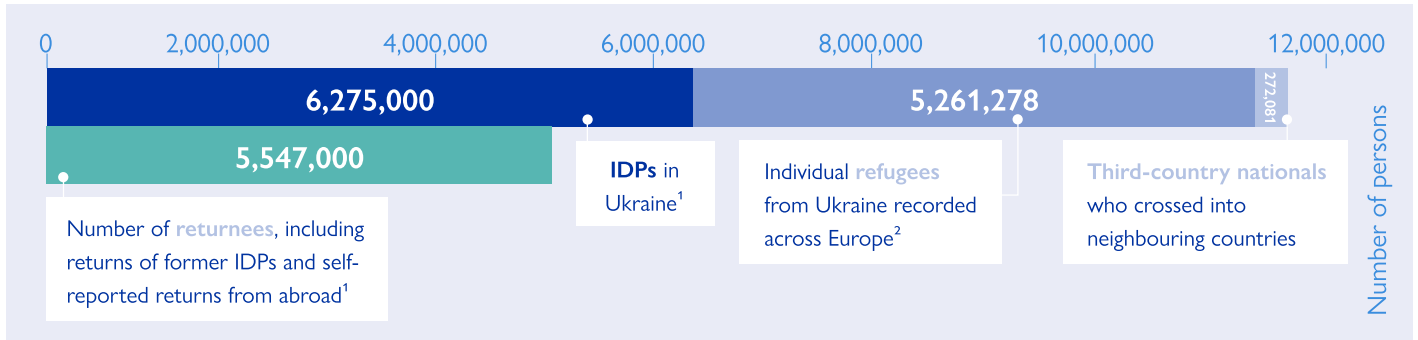 0 2,000,000 4,000,000 6,000,000 8,000,000 10,000,000 12,000,000
6,275,000
5,261,278
272,081
5,547,000
IDPs in
Ukraine¹
Individual refugees
from Ukraine recorded
across Europe²
Third-country nationals
who crossed into
neighbouring countries
Number of returnees, including
returns of former IDPs and self-
reported returns from abroad¹
Number of persons